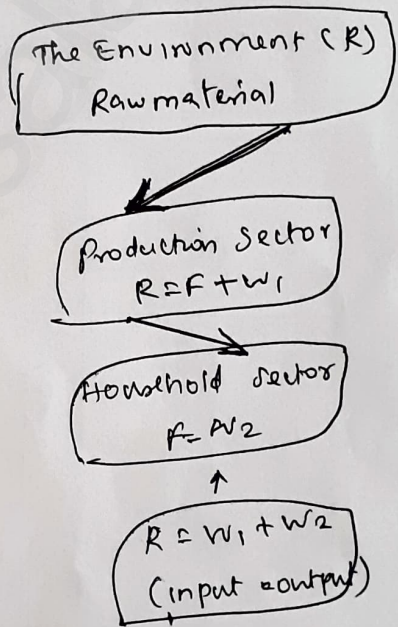 The Environment (R)
Raw material
Production Sector
R=F+W1
Household Sector
F=W2
R=W1+W2
(input=output)